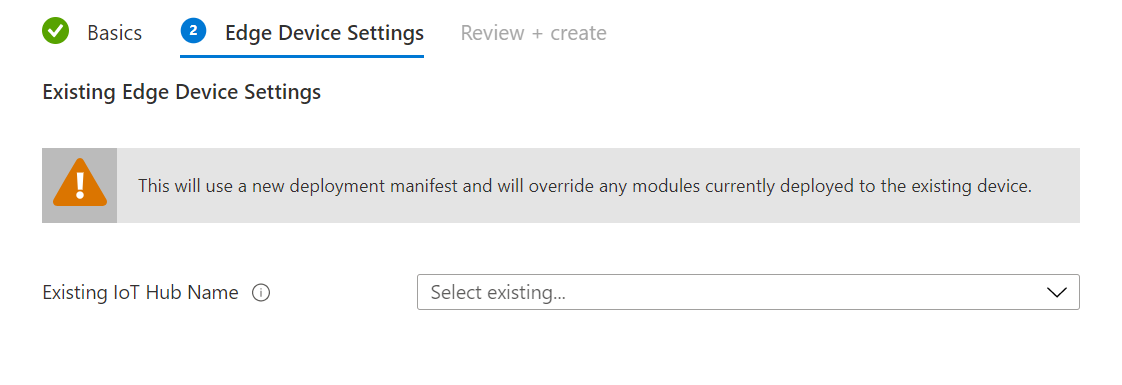 Basics 2 Edge Device Settings Review + create
Existing Edge Device Settings
This will use a new deployment manifest and will override any modules currently deployed to the existing device.
Existing IoT Hub Name Select existing...